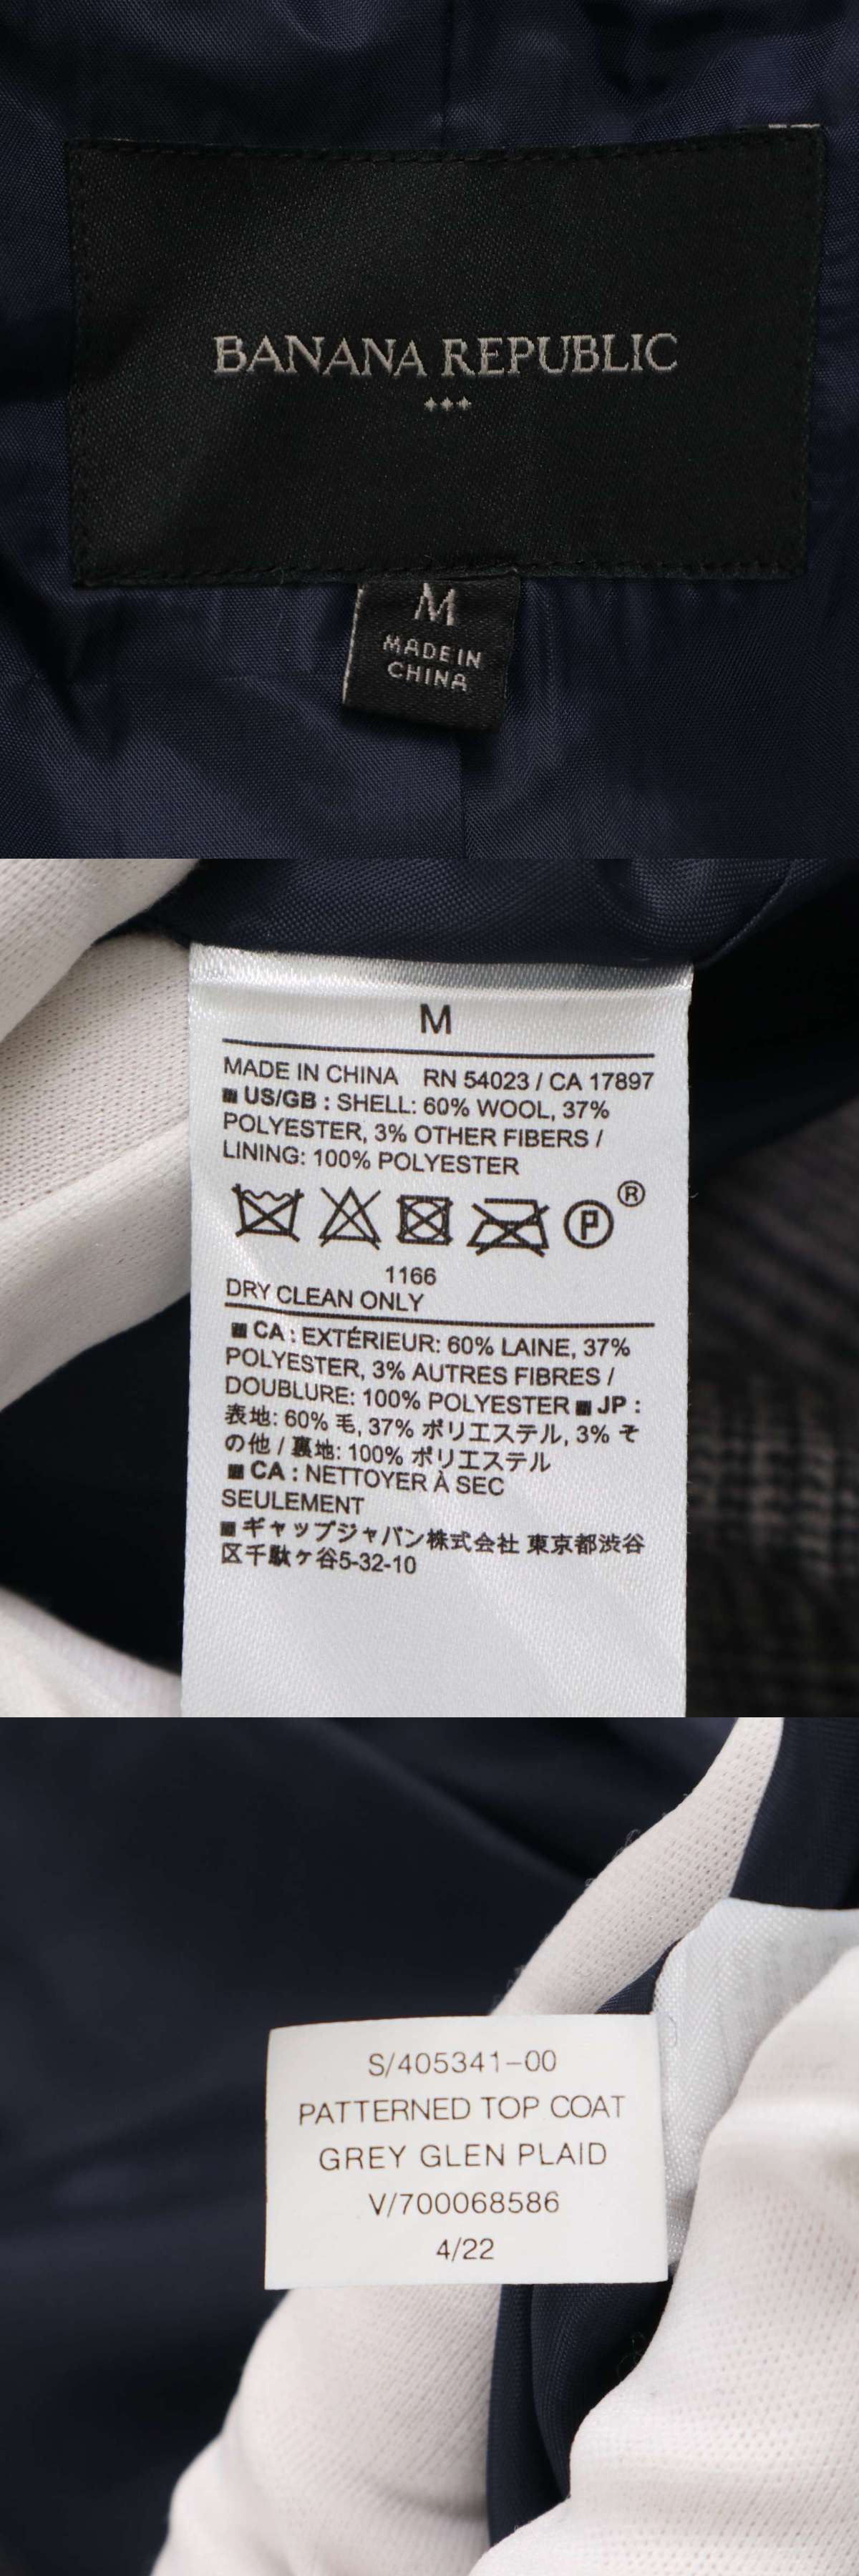 BANANA REPUBLIC
M
MADE IN
CHINA
M
MADE IN CHINA RN 54023 / CA 17897
US/GB : SHELL: 60% WOOL, 37%
POLYESTER, 3% OTHER FIBERS /
LINING: 100% POLYESTER
P ®
1166
DRY CLEAN ONLY
CA : EXTÉRIEUR: 60% LAINE, 37%
POLYESTER, 3% AUTRES FIBRES /
DOUBLURE: 100% POLYESTER ■ JP :
表地: 60% 毛, 37% ポリエステル, 3% そ
の他 / 裏地: 100% ポリエステル
■ CA : NETTOYER À SEC
SEULEMENT
■ ギャップジャパン株式会社 東京都渋谷
区千駄ヶ谷5-32-10
S/405341-00
PATTERNED TOP COAT
GREY GLEN PLAID
V/700068586
4/22